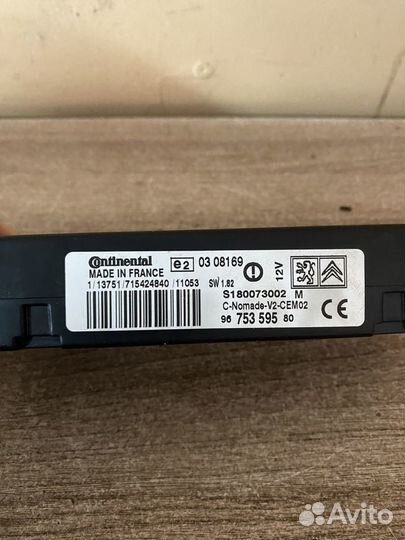 Continental
e2 03 08169
MADE IN FRANCE
12V
1/13751/715424840/11053 SW 1.82
S180073002 M
C-Nomade-V2-CEM02
96 753 595 80
CE
Avito